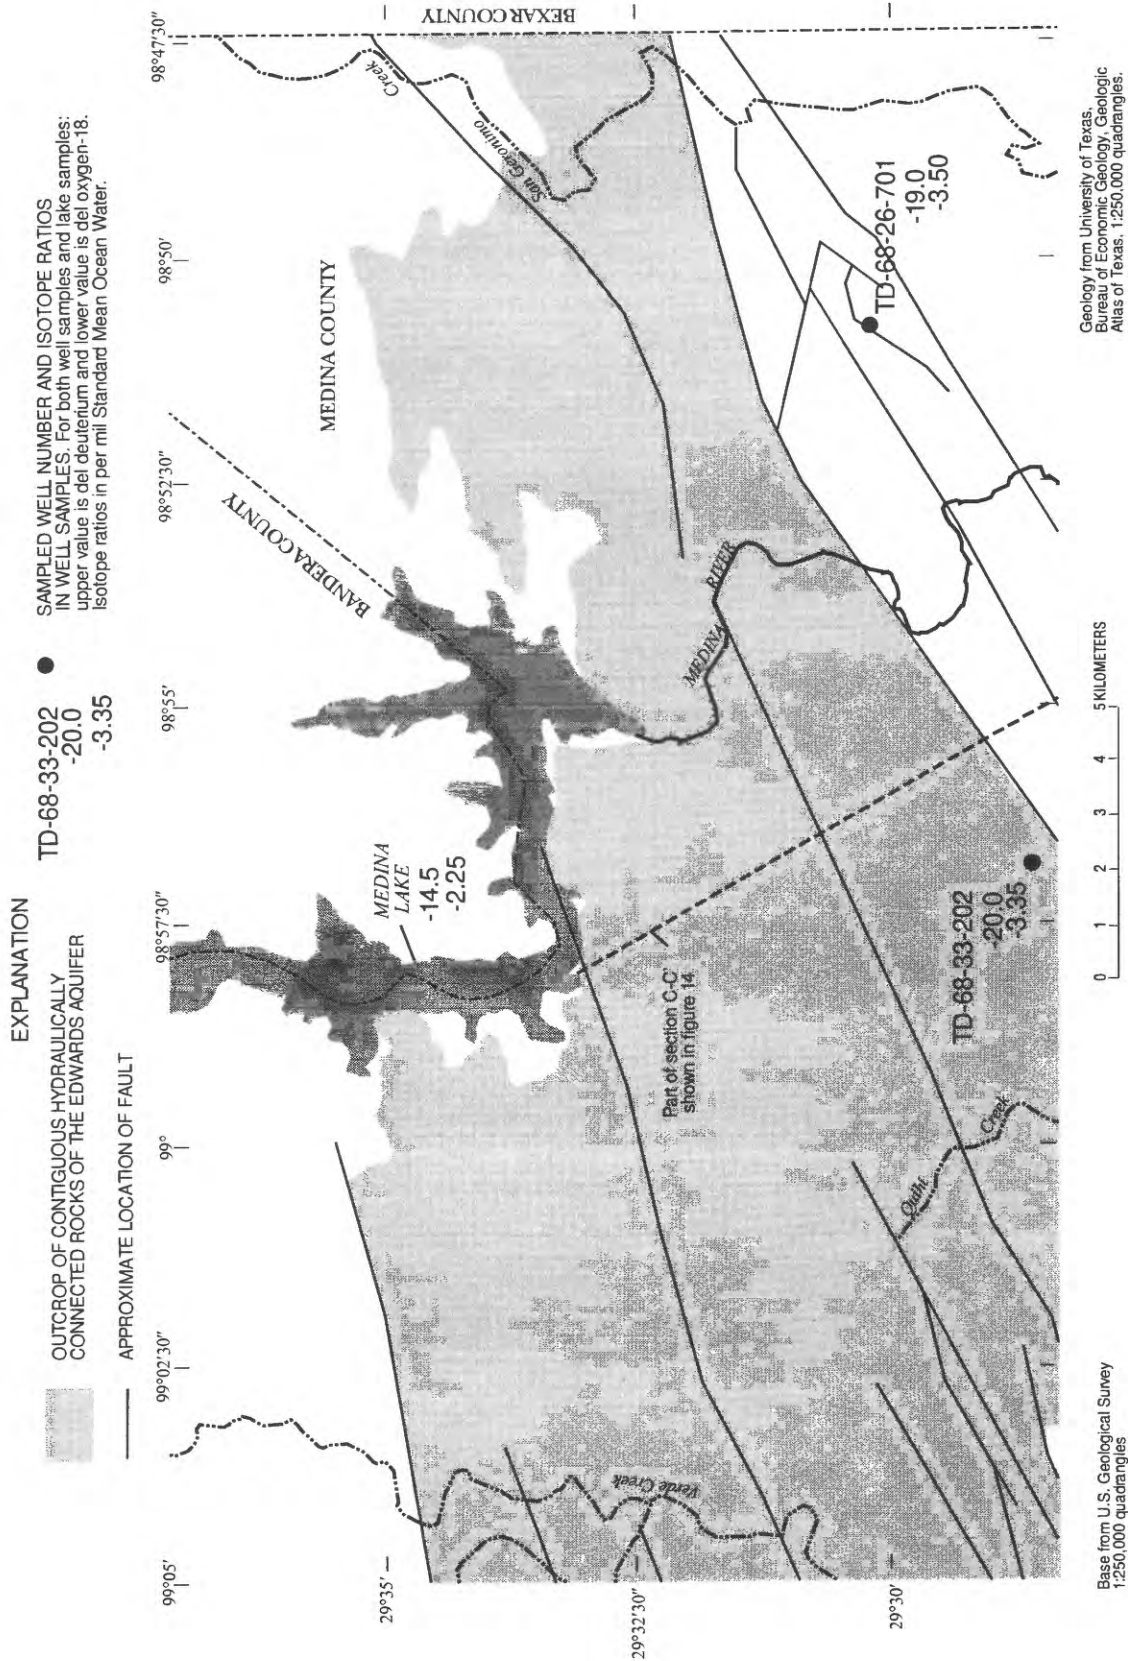 EXPLANATION
OUTCROP OF CONTIGUOUS HYDRAULICALLY
CONNECTED ROCKS OF THE EDWARDS AQUIFER
APPROXIMATE LOCATION OF FAULT
TD-68-33-202
-20.0
-3.35
SAMPLED WELL NUMBER AND ISOTOPE RATIOS
IN WELL SAMPLES. For both well samples and lake samples:
upper value is del deuterium and lower value is del oxygen-18.
Isotope ratios in per mil Standard Mean Ocean Water.
99°05'
99°02'30"
99°
98°57'30"
98°55'
98°52'30"
98°50'
98°47'30"
29°35'
29°32'30"
29°30'
BANDERA COUNTY
MEDINA COUNTY
BEXAR COUNTY
MEDINA
LAKE
-14.5
-2.25
San Geronimo
Creek
Verde Creek
MEDINA
RIVER
Part of section C-C'
shown in figure 14
Quihi
Creek
TD-68-33-202
-20.0
-3.35
TD-68-26-701
-19.0
-3.50
0 1 2 3 4 5 KILOMETERS
Base from U.S. Geological Survey
1:250,000 quadrangles
Geology from University of Texas,
Bureau of Economic Geology, Geologic
Atlas of Texas, 1:250,000 quadrangles.